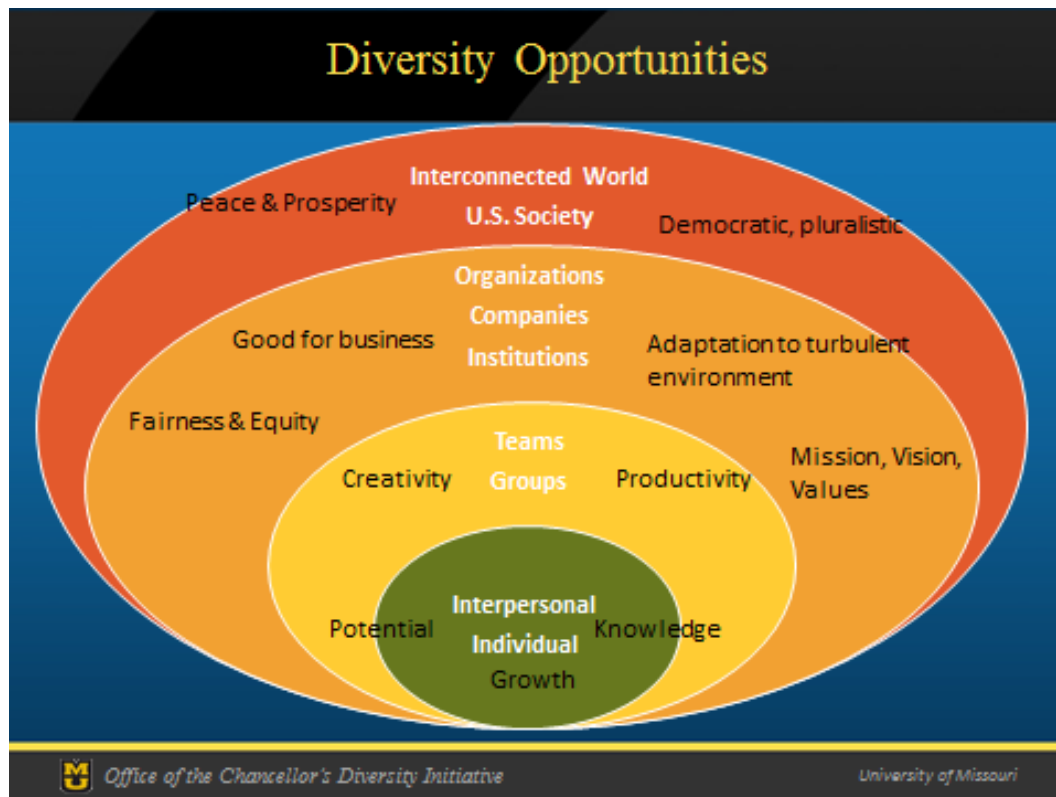 Diversity Opportunities
Interconnected World
Peace & Prosperity
U.S. Society
Democratic, pluralistic
Organizations
Companies
Good for business
Institutions
Adaptation to turbulent
environment
Fairness & Equity
Teams
Mission, Vision,
Values
Creativity
Groups
Productivity
Interpersonal
Potential
Individual
Knowledge
Growth
Office of the Chancellor's Diversity Initiative
University of Missouri